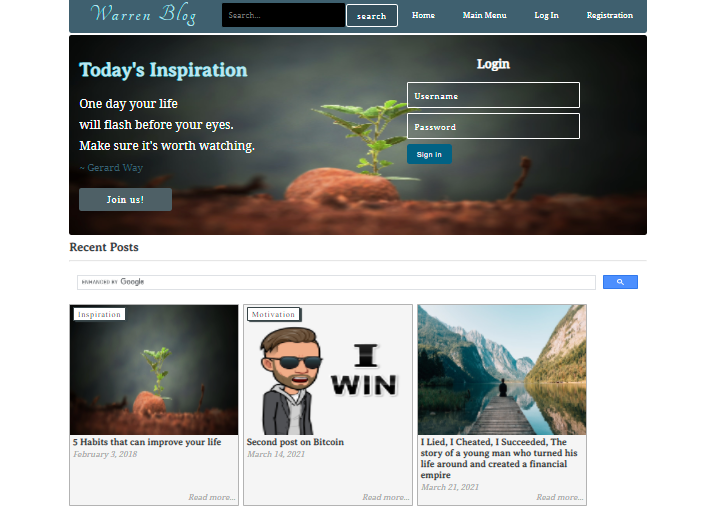 Warren Blog
Search...
search
Home
Main Menu
Log In
Registration
Today's Inspiration
One day your life
will flash before your eyes.
Make sure it's worth watching.
~ Gerard Way
Join us!
Login
Username
Password
Sign In
Recent Posts
ENHANCED BY Google
Inspiration
5 Habits that can improve your life
February 3, 2018
Read more...
Motivation
I
WIN
Second post on Bitcoin
March 14, 2021
Read more...
I Lied, I Cheated, I Succeeded, The
story of a young man who turned his
life around and created a financial
empire
March 21, 2021
Read more...